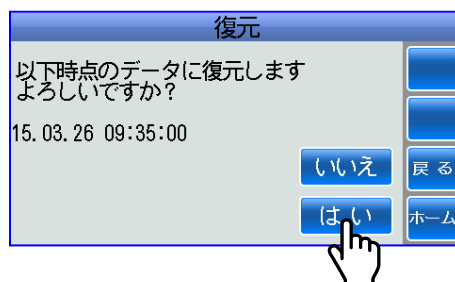 復元
以下時点のデータに復元します
よろしいですか？
15.03.26 09:35:00
いいえ
戻る
はい
ホーム